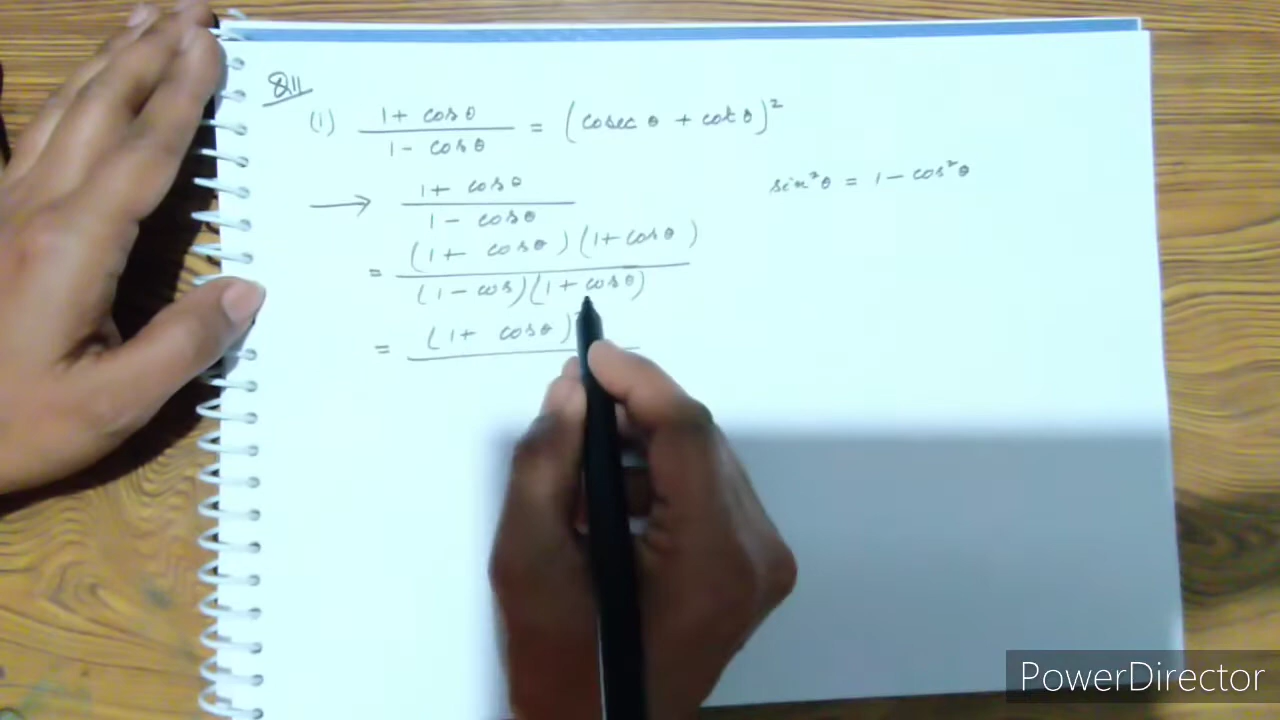 Q11
(i) 1 + cosθ / 1 - cosθ = (cosec θ + cot θ)²
sin²θ = 1 - cos²θ
→ 1 + cosθ / 1 - cosθ
= (1 + cosθ)(1 + cosθ) / (1 - cos)(1 + cosθ)
= (1 + cosθ)²
PowerDirector